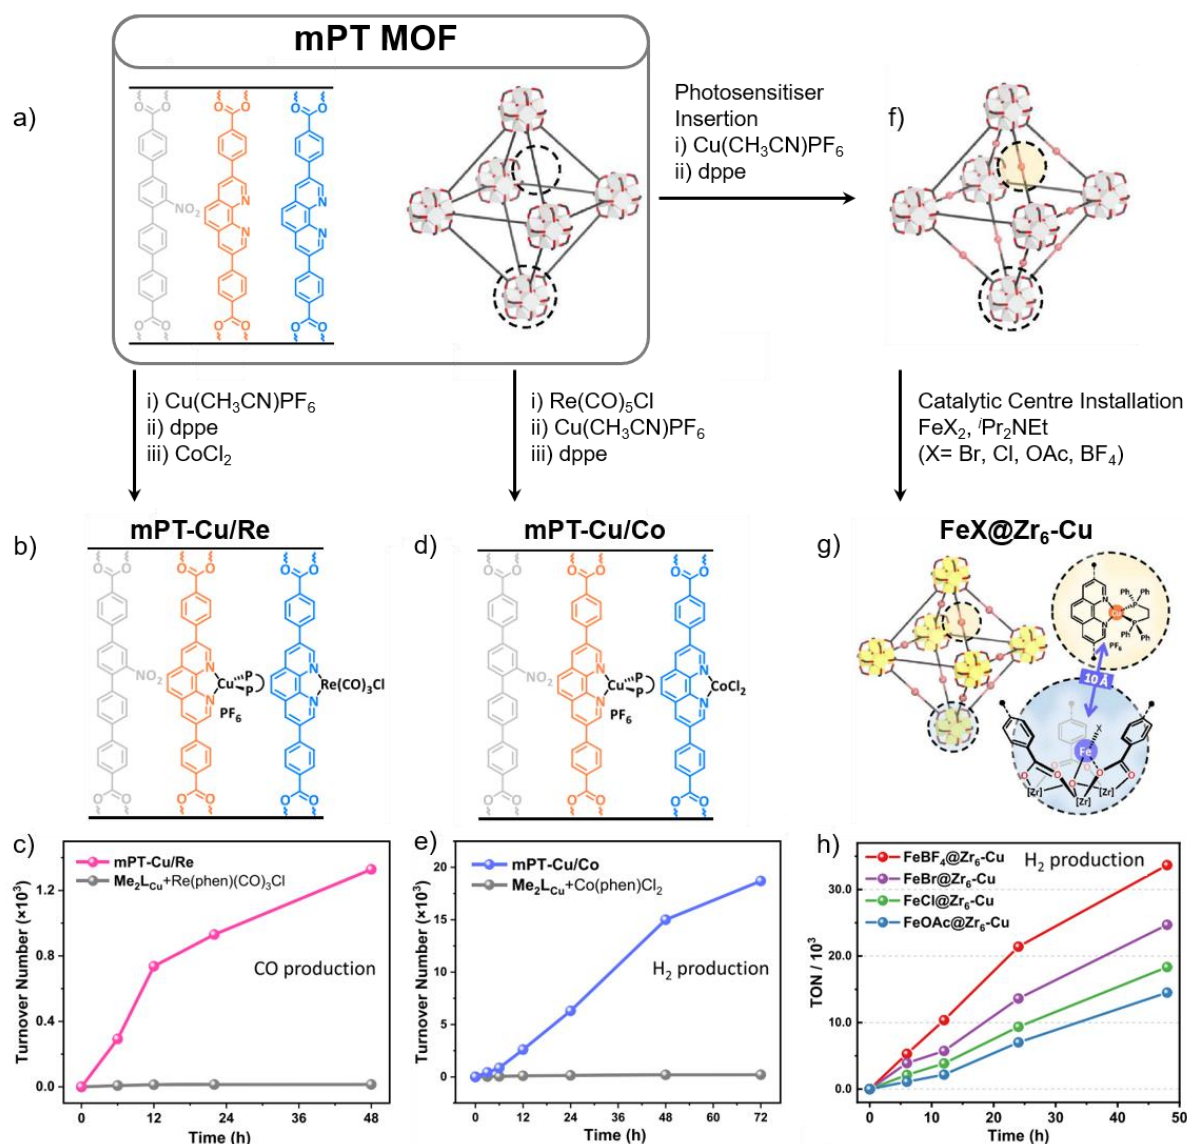 mPT MOF
a)
NO2
N
N
N
N
Photosensitiser
Insertion
i) Cu(CH3CN)PF6
ii) dppe
f)
i) Cu(CH3CN)PF6
ii) dppe
iii) CoCl2
i) Re(CO)5Cl
ii) Cu(CH3CN)PF6
iii) dppe
Catalytic Centre Installation
FeX2, iPr2NEt
(X= Br, Cl, OAc, BF4)
b)
mPT-Cu/Re
NO2
N
N
Cu
P
P
PF6
N
N
Re(CO)3Cl
d)
mPT-Cu/Co
NO2
N
N
Cu
P
P
PF6
N
N
CoCl2
g)
FeX@Zr6-Cu
Ph
Ph
N
N
Cu
P
P
Ph
Ph
PF6
10 Å
Fe
X
[Zr]
[Zr]
[Zr]
c)
mPT-Cu/Re
Me2LCu+Re(phen)(CO)3Cl
CO production
Turnover Number (×10³)
1.2
0.8
0.4
0.0
0
12
24
36
48
Time (h)
e)
mPT-Cu/Co
Me2LCu+Co(phen)Cl2
H2 production
Turnover Number (×10³)
20
15
10
5
0
0
12
24
36
48
60
72
Time (h)
h)
FeBF4@Zr6-Cu
FeBr@Zr6-Cu
FeCl@Zr6-Cu
FeOAc@Zr6-Cu
H2 production
TON / 10³
30.0
20.0
10.0
0.0
0
10
20
30
40
50
Time (h)